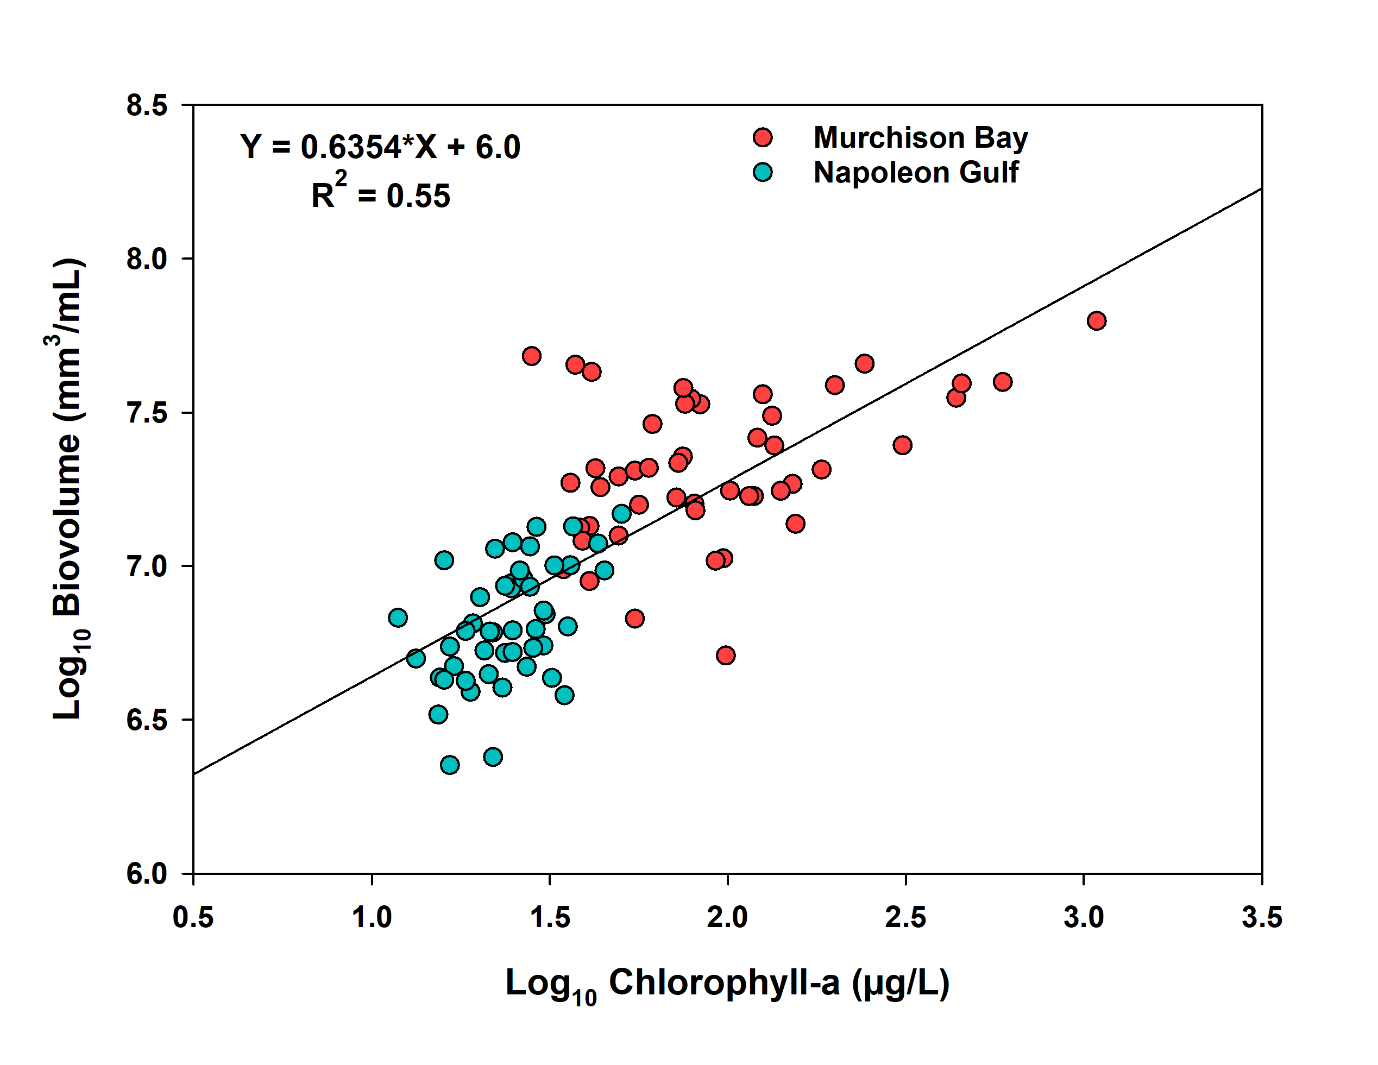 Y = 0.6354*X + 6.0
R² = 0.55
Murchison Bay
Napoleon Gulf
Log₁₀ Biovolume (mm³/mL)
8.5
8.0
7.5
7.0
6.5
6.0
0.5 1.0 1.5 2.0 2.5 3.0 3.5
Log₁₀ Chlorophyll-a (µg/L)